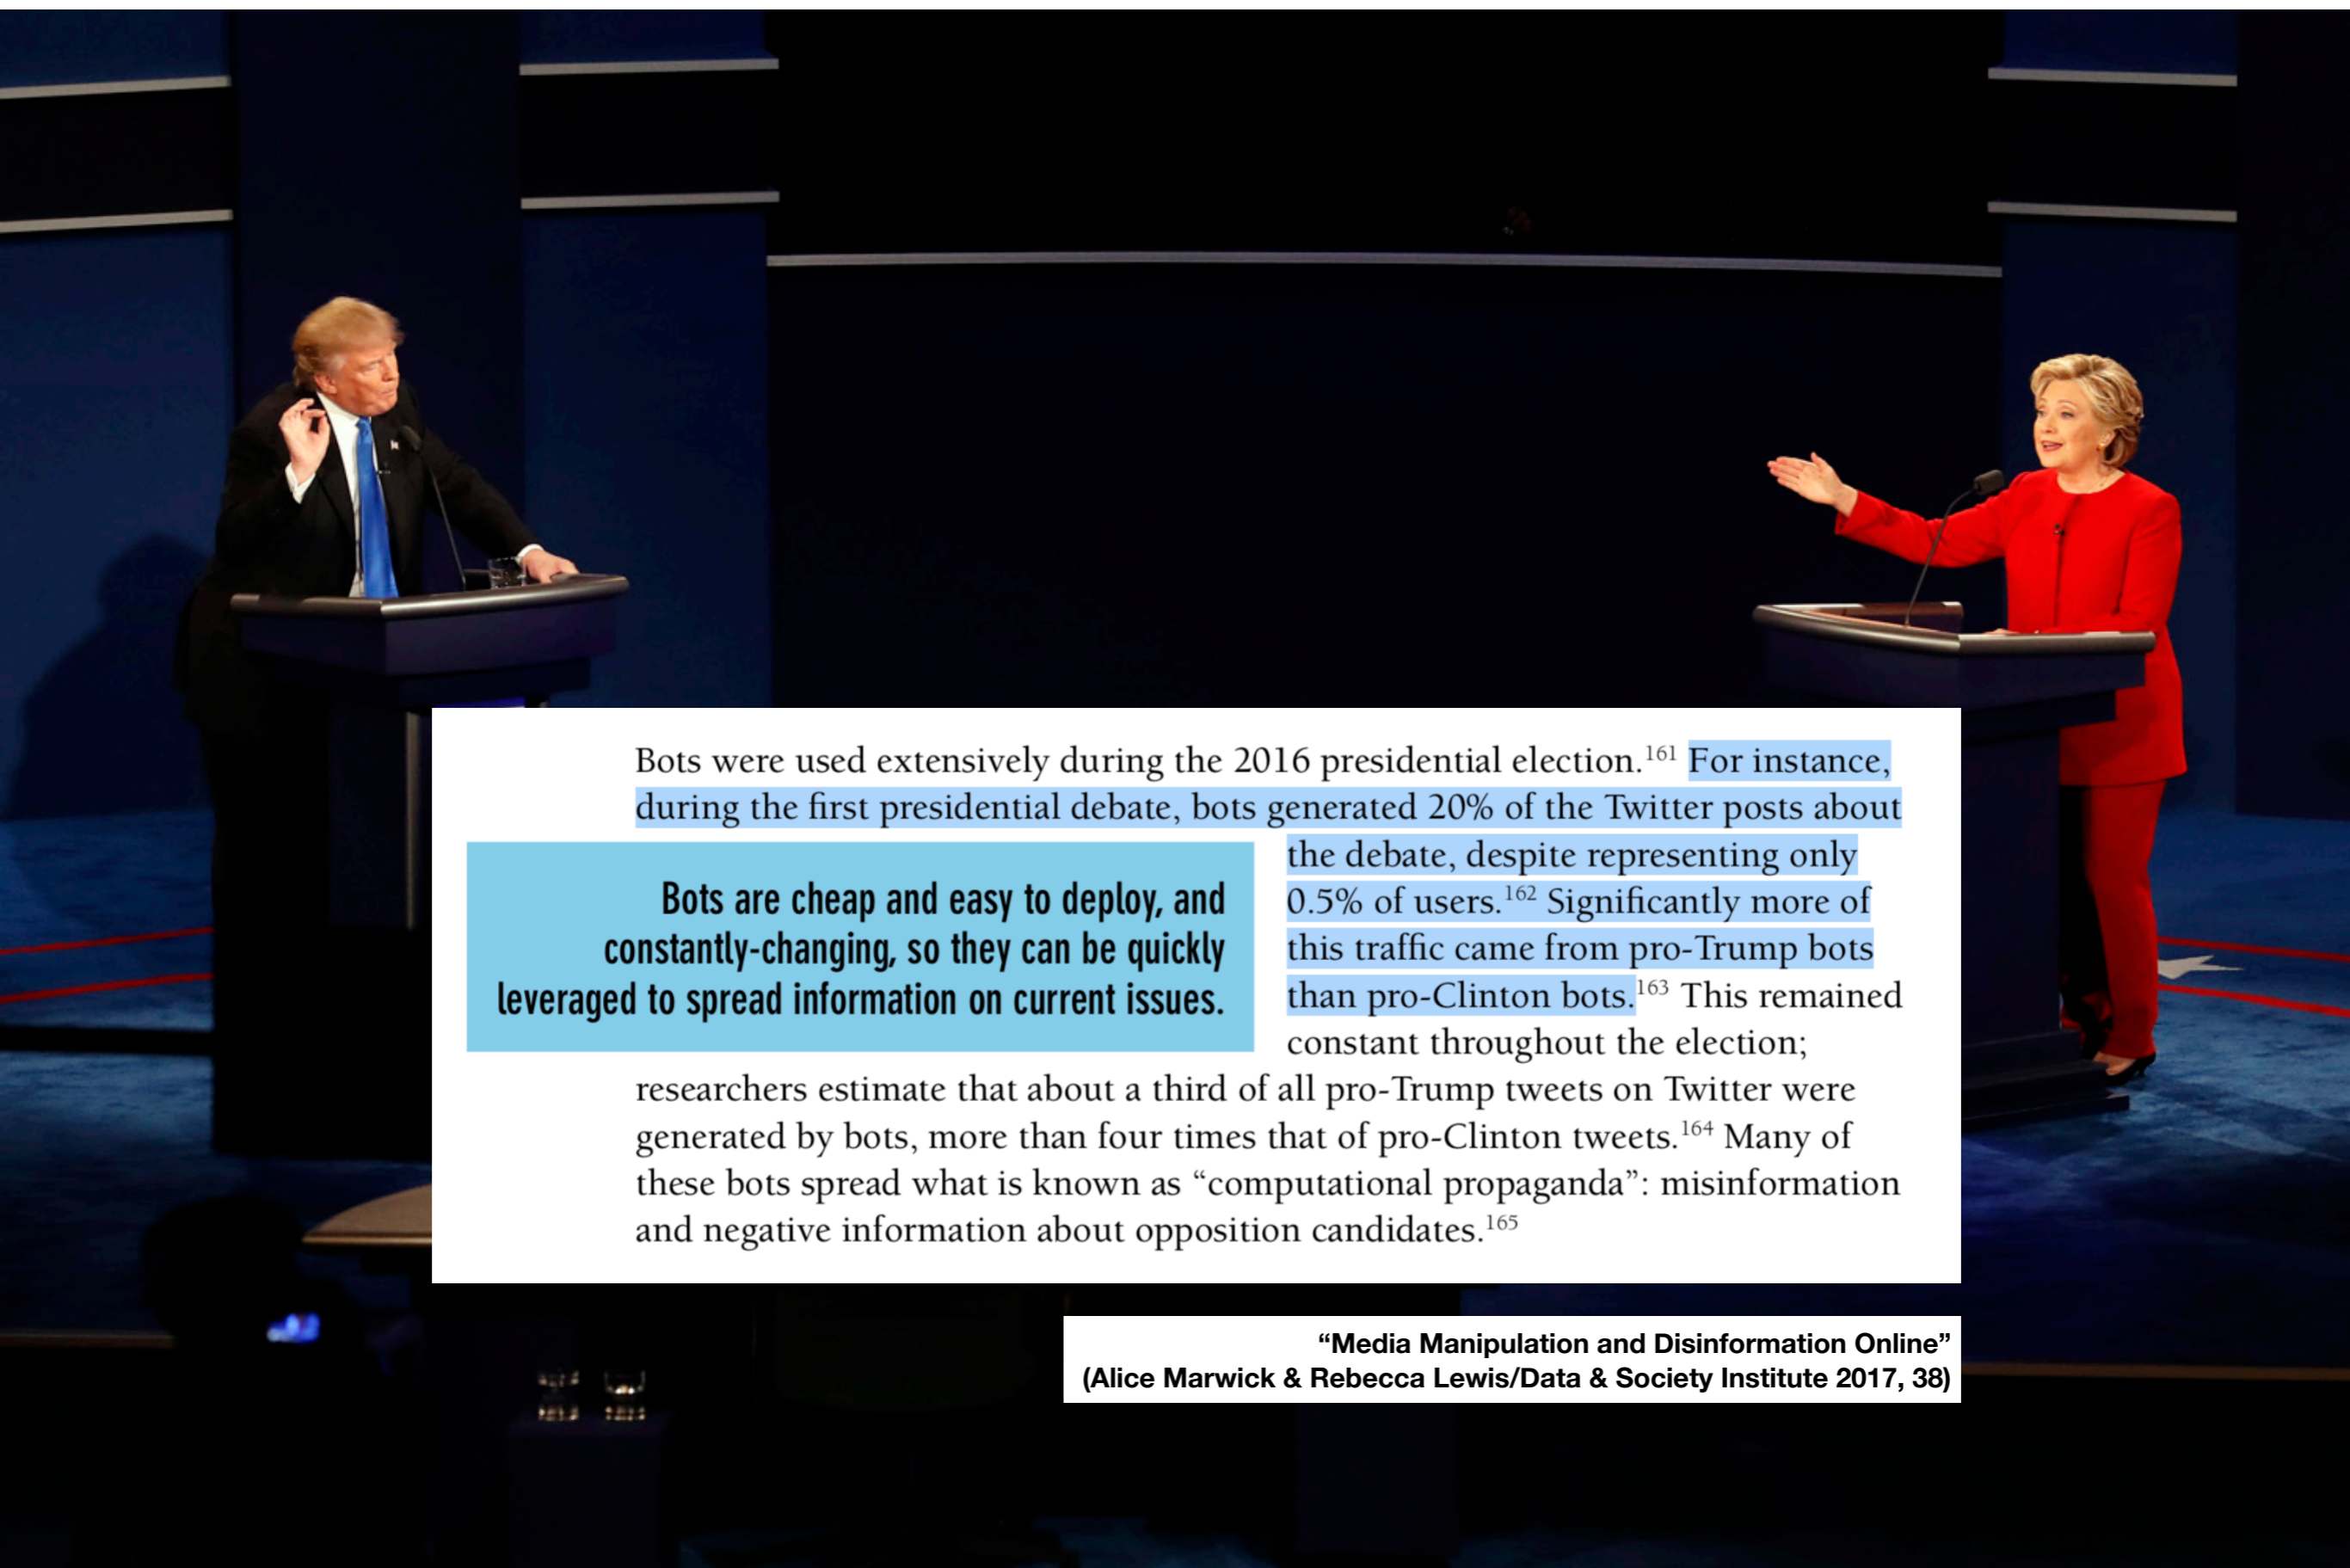 Bots were used extensively during the 2016 presidential election.161 For instance,
during the first presidential debate, bots generated 20% of the Twitter posts about
the debate, despite representing only
0.5% of users.162 Significantly more of
this traffic came from pro-Trump bots
than pro-Clinton bots.163 This remained
constant throughout the election;
researchers estimate that about a third of all pro-Trump tweets on Twitter were
generated by bots, more than four times that of pro-Clinton tweets.164 Many of
these bots spread what is known as “computational propaganda”: misinformation
and negative information about opposition candidates.165
Bots are cheap and easy to deploy, and
constantly-changing, so they can be quickly
leveraged to spread information on current issues.
“Media Manipulation and Disinformation Online”
(Alice Marwick & Rebecca Lewis/Data & Society Institute 2017, 38)